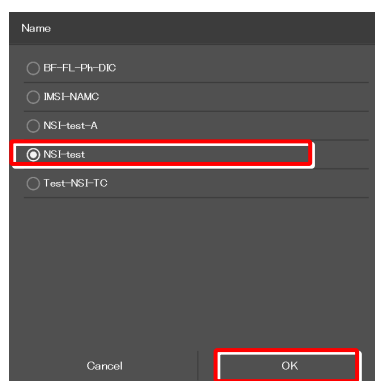 Name
BF-FL-Ph-DIC
IMSI-NAMC
NSI-test-A
NSI-test
Test-NSI-TC
Cancel OK